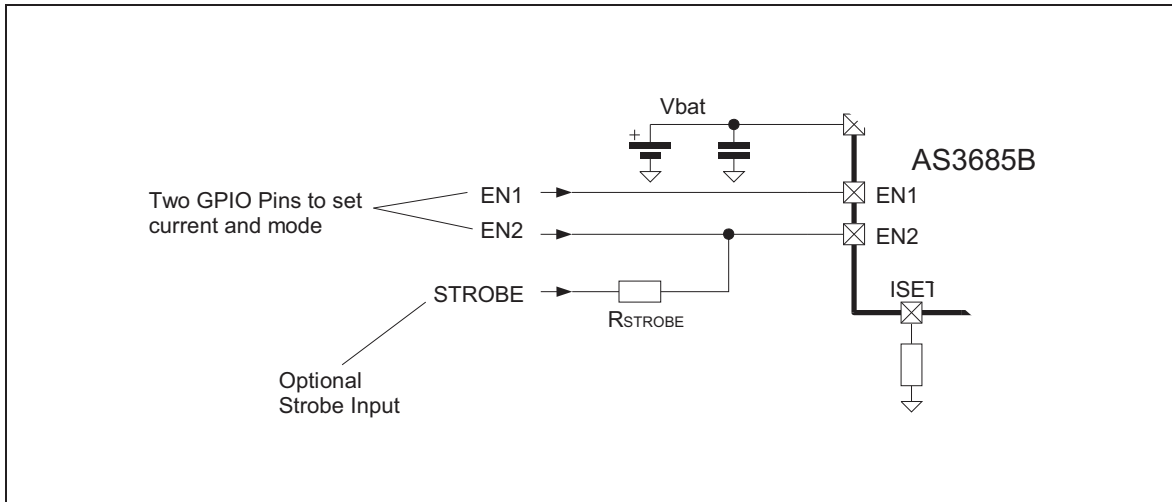 Vbat
+
AS3685B
Two GPIO Pins to set
current and mode
EN1
EN2
EN1
EN2
STROBE
RSTROBE
ISET
Optional
Strobe Input